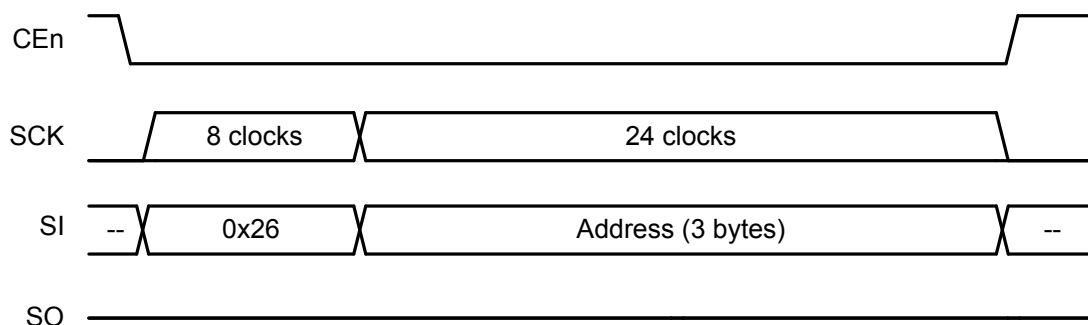 CEn
SCK 8 clocks 24 clocks
SI -- 0x26 Address (3 bytes) --
SO